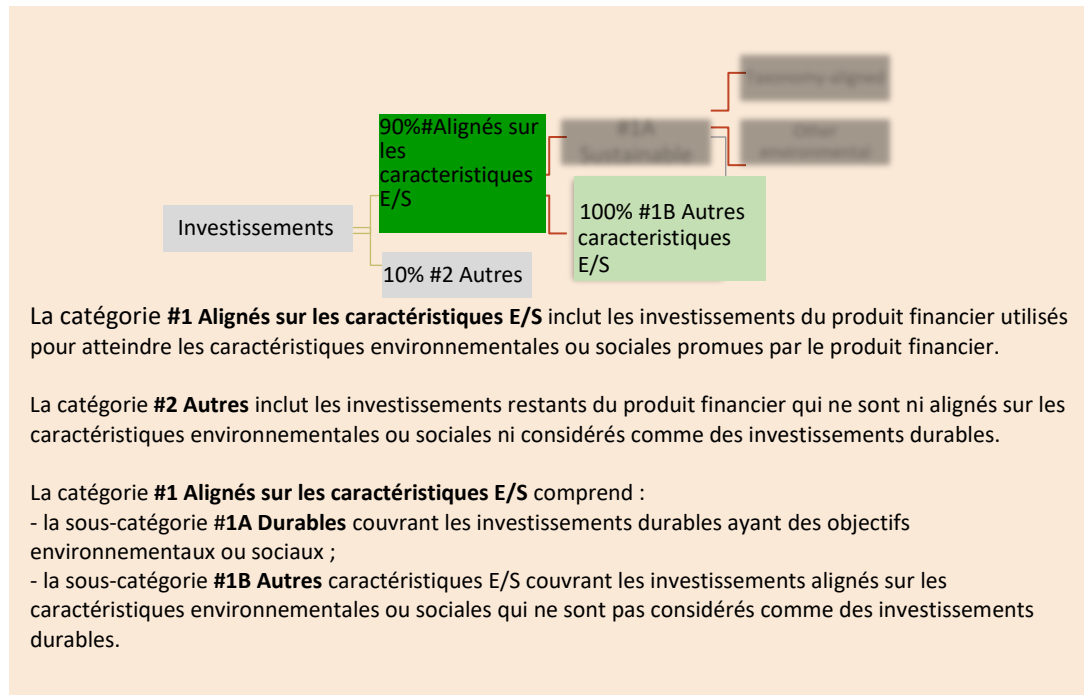 Taxonomy-aligned
90%#Alignés sur
les
caracteristiques
E/S
#1A
Sustainable
Other
environmental
Investissements
100% #1B Autres
caracteristiques
E/S
10% #2 Autres
La catégorie #1 Alignés sur les caractéristiques E/S inclut les investissements du produit financier utilisés
pour atteindre les caractéristiques environnementales ou sociales promues par le produit financier.
La catégorie #2 Autres inclut les investissements restants du produit financier qui ne sont ni alignés sur les
caractéristiques environnementales ou sociales ni considérés comme des investissements durables.
La catégorie #1 Alignés sur les caractéristiques E/S comprend :
- la sous-catégorie #1A Durables couvrant les investissements durables ayant des objectifs
environnementaux ou sociaux ;
- la sous-catégorie #1B Autres caractéristiques E/S couvrant les investissements alignés sur les
caractéristiques environnementales ou sociales qui ne sont pas considérés comme des investissements
durables.